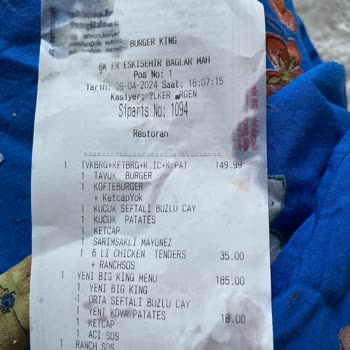 BURGER KING
BK FR ESKISEHIR BAGLAR MAH
Pos No: 1
Tarih: 09-04-2024 Saat: 18:07:15
Kasiyer: ?LKER ?RGEN
Siparis No: 1094
Restoran
1 TVKBRG+KFTBRG+K.IC+K.PAT 149.99
1 TAVUK BURGER
1 KOFTEBURGER
+ KetcapYok
1 KUCUK SEFTALI BUZLU CAY
1 KUCUK PATATES
1 KETCAP
1 SARIMSAKLI MAYONEZ
1 6 LI CHICKEN TENDERS 35.00
+ RANCHSOS
1 YENI BIG KING MENU 185.00
1 YENI BIG KING
1 ORTA SEFTALI BUZLU CAY
1 YENI KOVA PATATES 18.00
1 KETCAP
1 ACI SOS
1 RANCH SOS